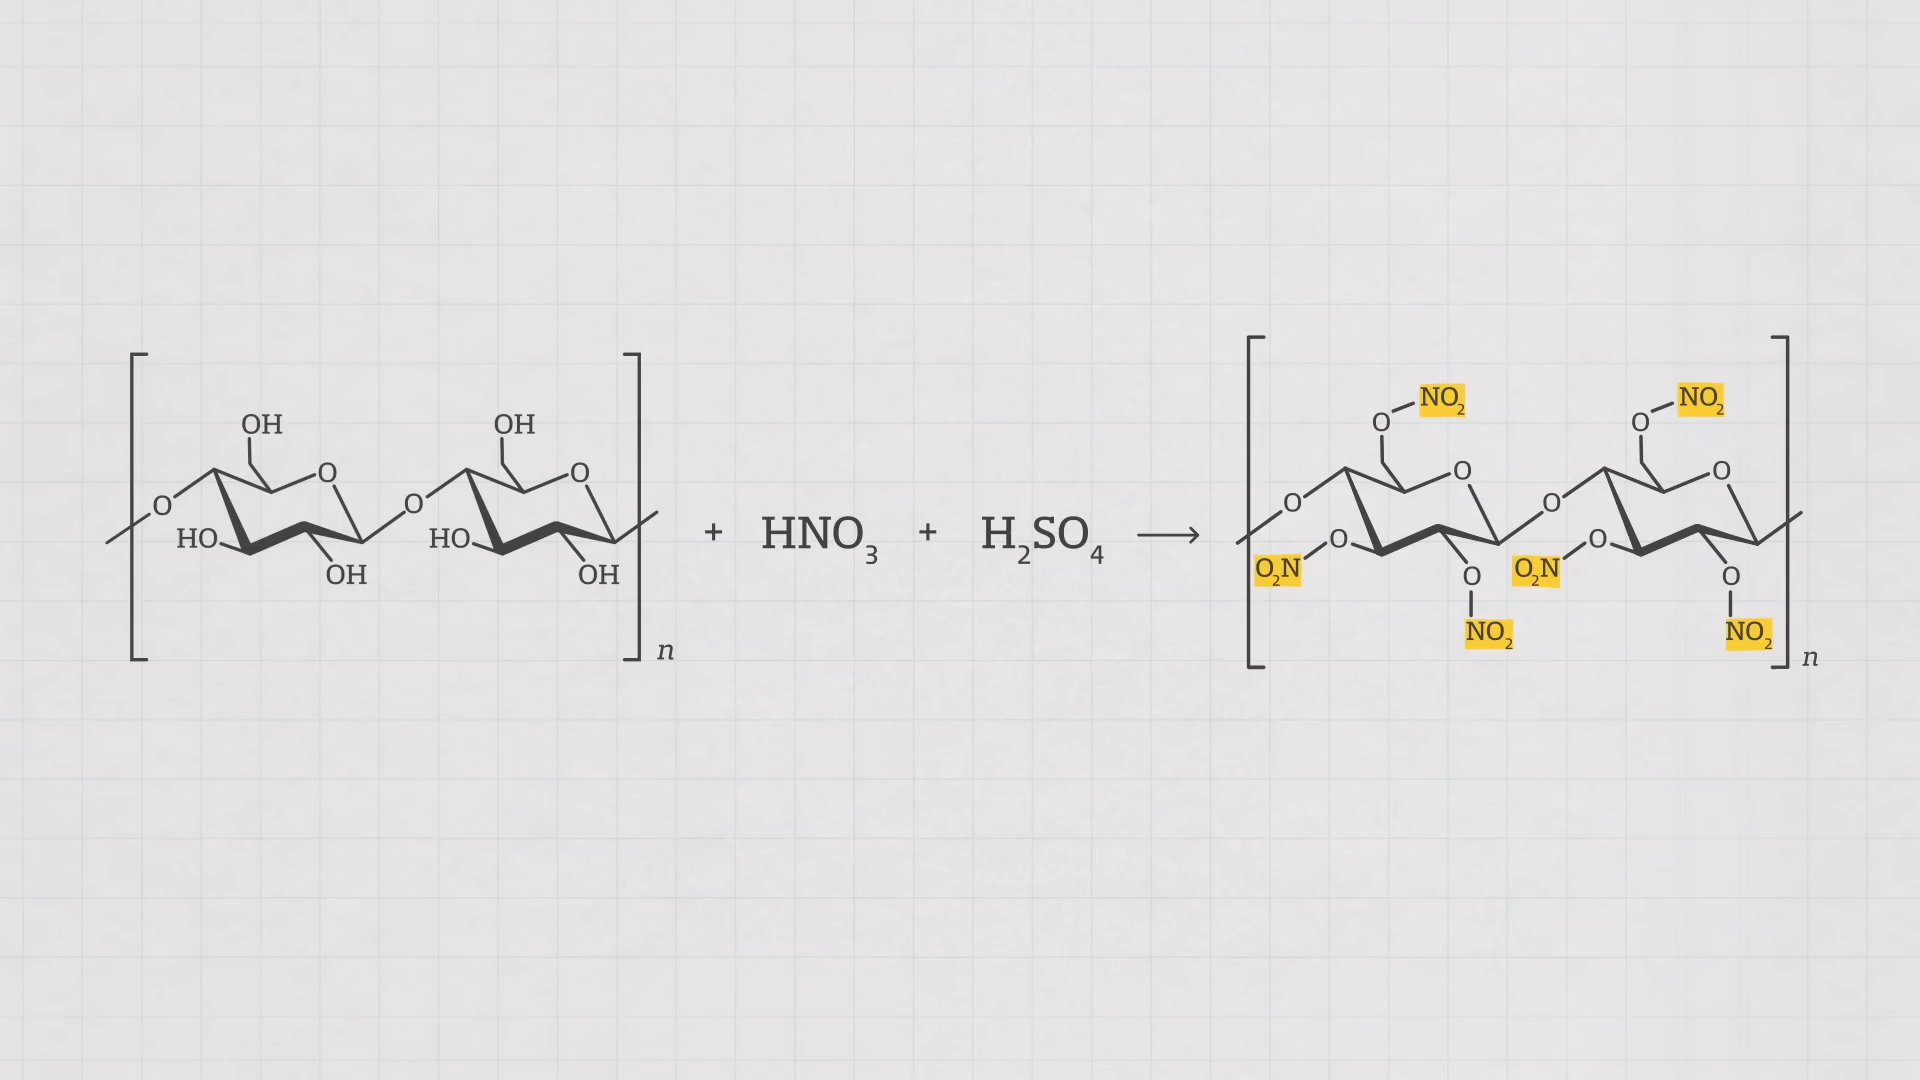 OH OH
O O O O
HO HO
OH OH
n
+ HNO₃ + H₂SO₄ →
NO₂ NO₂
O O
O O O O
O O
O₂N O₂N
O O
NO₂ NO₂
n